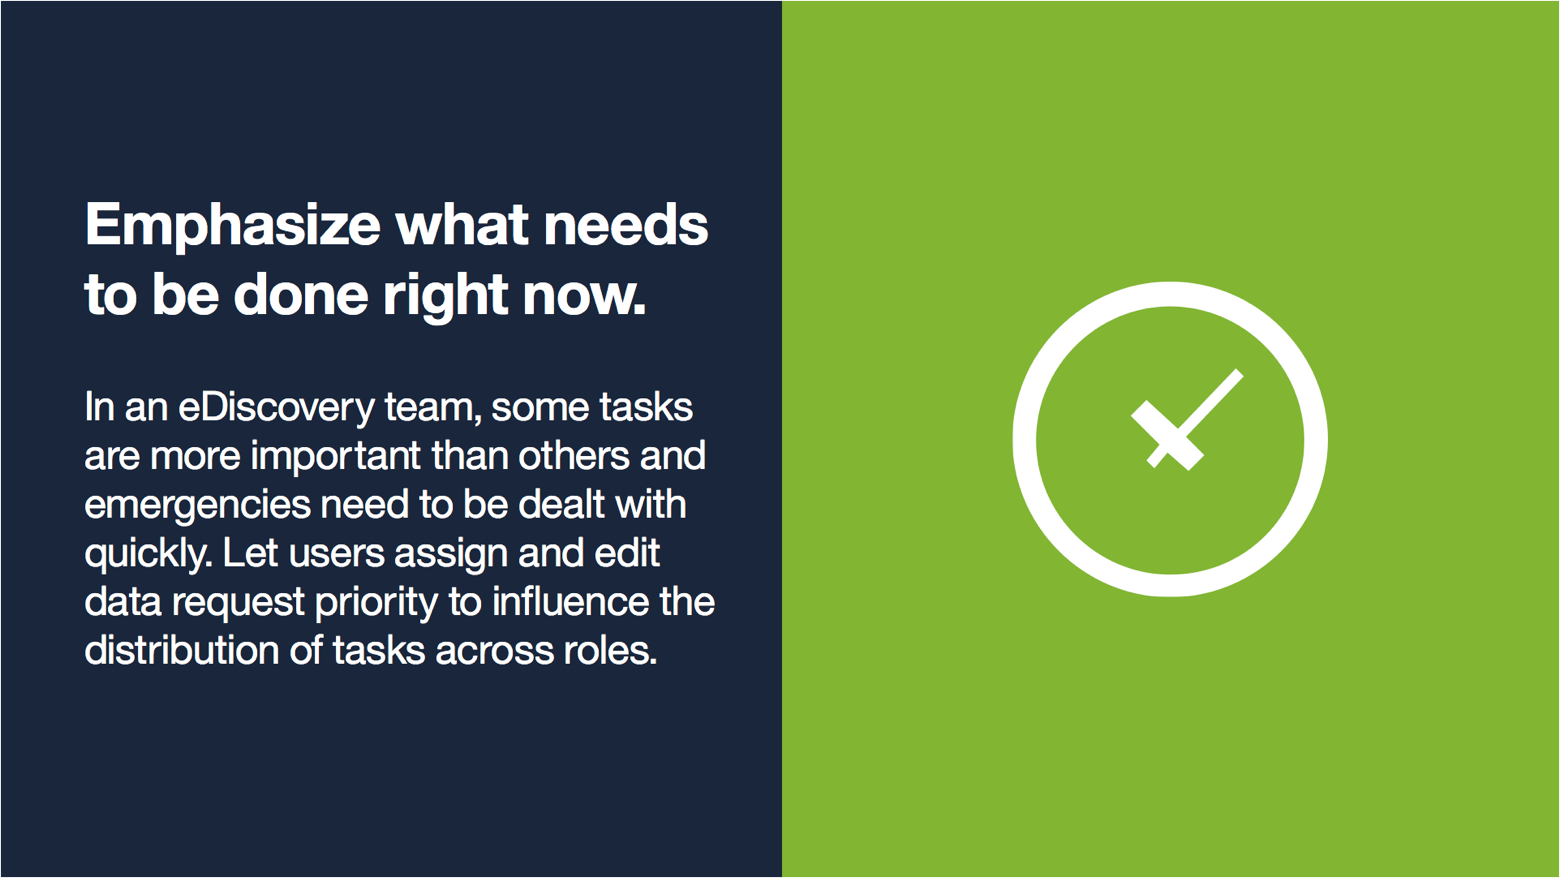 Emphasize what needs
to be done right now.
In an eDiscovery team, some tasks
are more important than others and
emergencies need to be dealt with
quickly. Let users assign and edit
data request priority to influence the
distribution of tasks across roles.